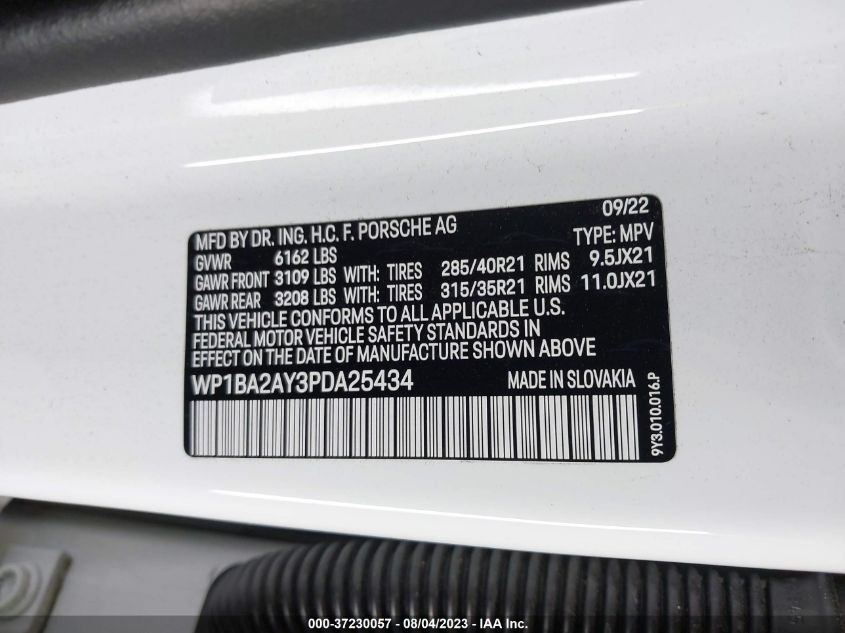 09/22
MFD BY DR. ING. H.C. F. PORSCHE AG
TYPE: MPV
GVWR 6162 LBS
GAWR FRONT 3109 LBS WITH: TIRES 285/40R21 RIMS 9.5JX21
GAWR REAR 3208 LBS WITH: TIRES 315/35R21 RIMS 11.0JX21
THIS VEHICLE CONFORMS TO ALL APPLICABLE U.S.
FEDERAL MOTOR VEHICLE SAFETY STANDARDS IN
EFFECT ON THE DATE OF MANUFACTURE SHOWN ABOVE
WP1BA2AY3PDA25434 MADE IN SLOVAKIA
9Y3.010.016.P
000-37230057 - 08/04/2023 - IAA Inc.